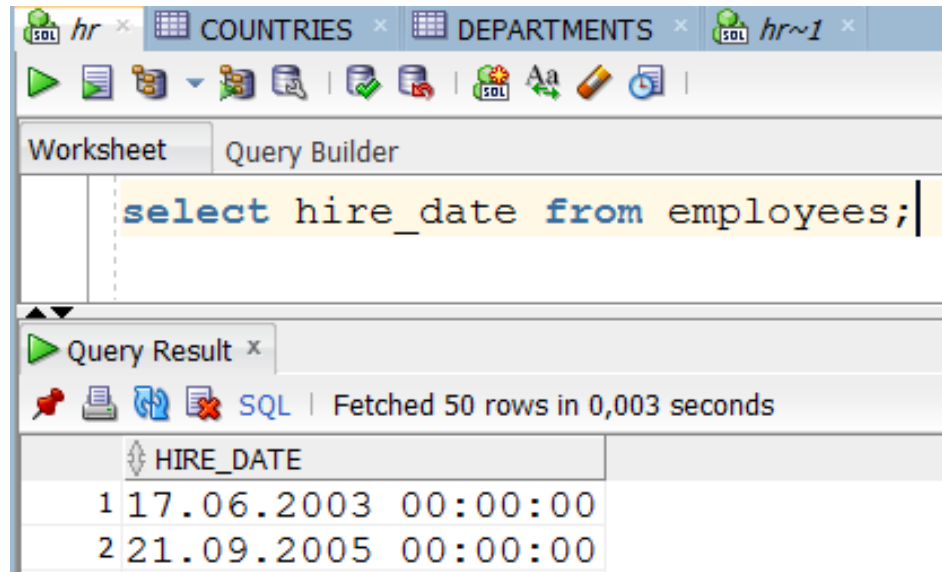 hr COUNTRIES DEPARTMENTS hr~1
Worksheet Query Builder
select hire_date from employees;
Query Result
SQL Fetched 50 rows in 0,003 seconds
HIRE_DATE
1 17.06.2003 00:00:00
2 21.09.2005 00:00:00